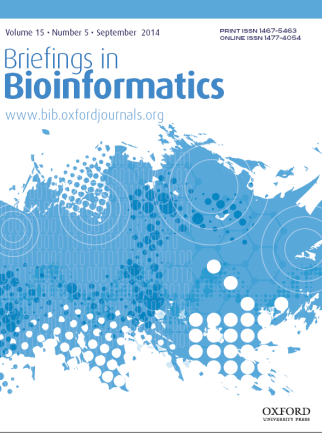 Volume 15 • Number 5 • September 2014
PRINT ISSN 1467-5463
ONLINE ISSN 1477-4054
Briefings in
Bioinformatics
www.bib.oxfordjournals.org
OXFORD
UNIVERSITY PRESS